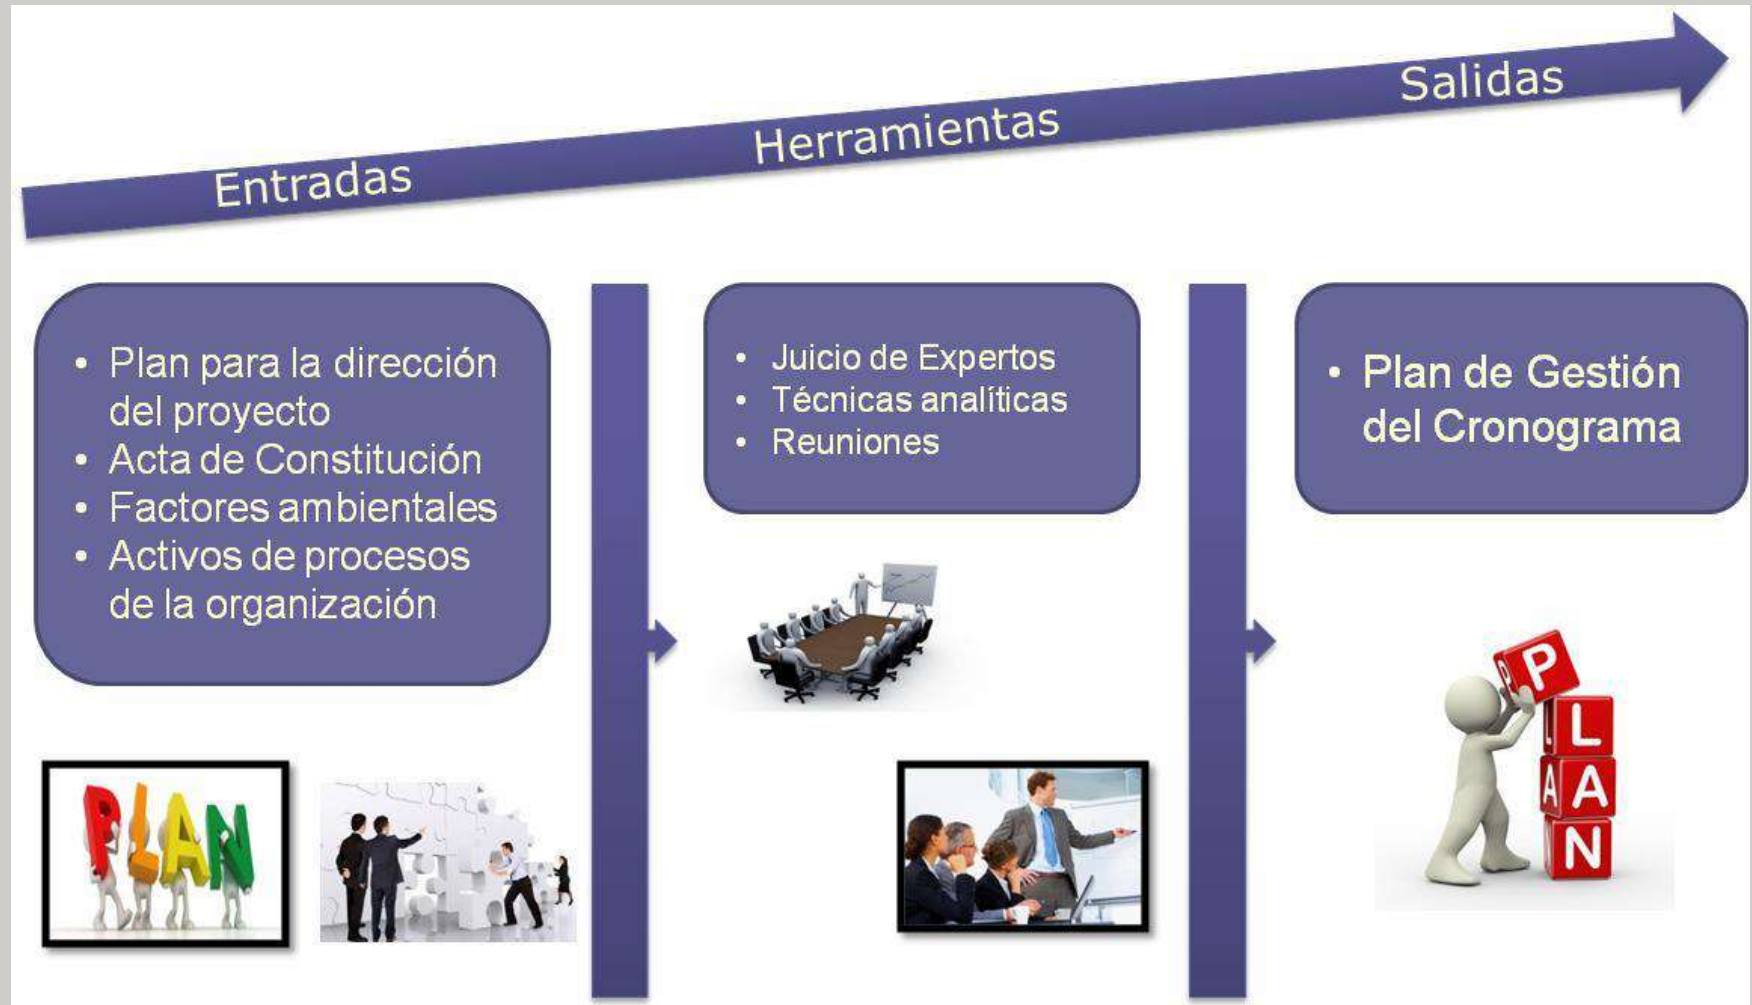 Entradas
Herramientas
Salidas
• Plan para la dirección
del proyecto
• Acta de Constitución
• Factores ambientales
• Activos de procesos
de la organización
• Juicio de Expertos
• Técnicas analíticas
• Reuniones
• Plan de Gestión
del Cronograma
PLAN
P
L
A
N